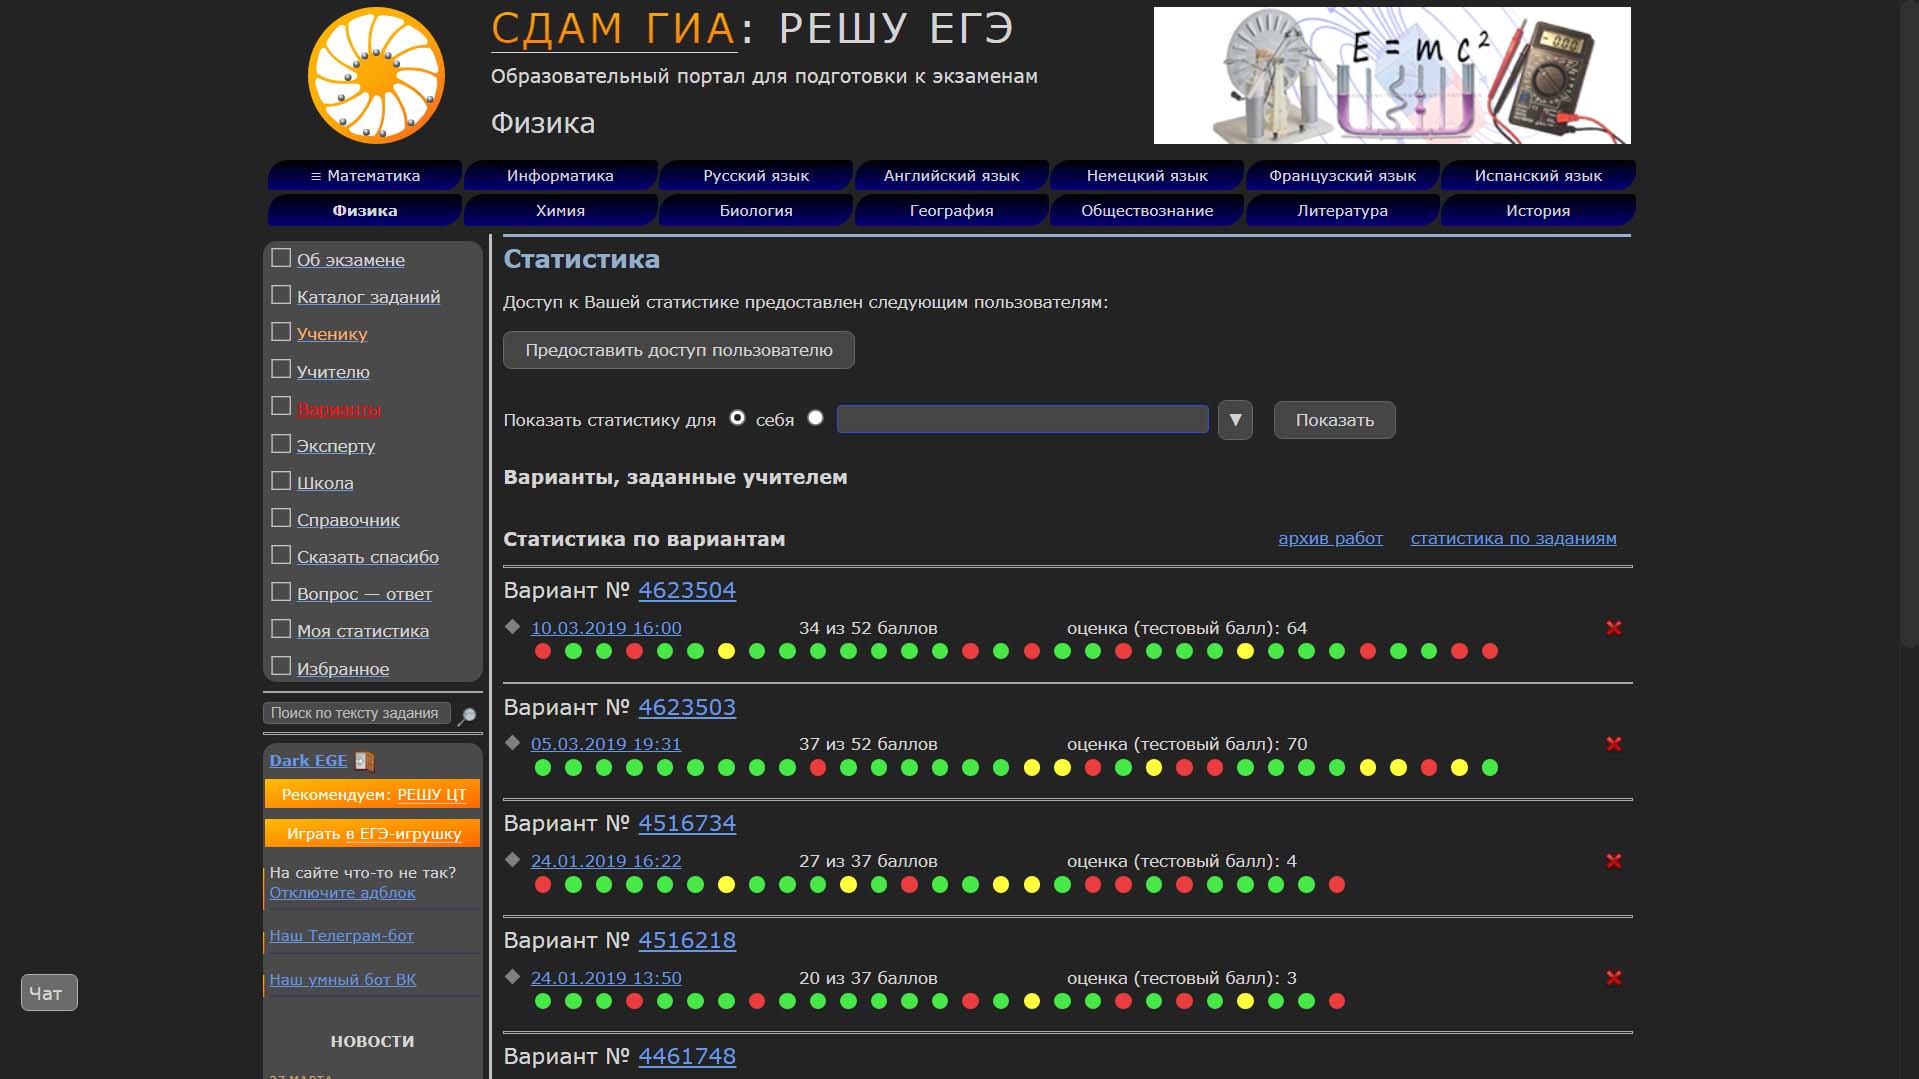 СДАМ ГИА: РЕШУ ЕГЭ
Образовательный портал для подготовки к экзаменам
Физика
E = mc²
≡ Математика
Информатика
Русский язык
Английский язык
Немецкий язык
Французский язык
Испанский язык
Физика
Химия
Биология
География
Обществознание
Литература
История
Об экзамене
Каталог заданий
Ученику
Учителю
Варианты
Эксперту
Школа
Справочник
Сказать спасибо
Вопрос — ответ
Моя статистика
Избранное
Поиск по тексту задания
Dark EGE
Рекомендуем: РЕШУ ЦТ
Играть в ЕГЭ-игрушку
На сайте что-то не так?
Отключите адблок
Наш Телеграм-бот
Наш умный бот ВК
НОВОСТИ
27 МАРТА
Чат
Статистика
Доступ к Вашей статистике предоставлен следующим пользователям:
Предоставить доступ пользователю
Показать статистику для себя ▼ Показать
Варианты, заданные учителем
Статистика по вариантам архив работ статистика по заданиям
Вариант № 4623504
10.03.2019 16:00 34 из 52 баллов оценка (тестовый балл): 64
Вариант № 4623503
05.03.2019 19:31 37 из 52 баллов оценка (тестовый балл): 70
Вариант № 4516734
24.01.2019 16:22 27 из 37 баллов оценка (тестовый балл): 4
Вариант № 4516218
24.01.2019 13:50 20 из 37 баллов оценка (тестовый балл): 3
Вариант № 4461748